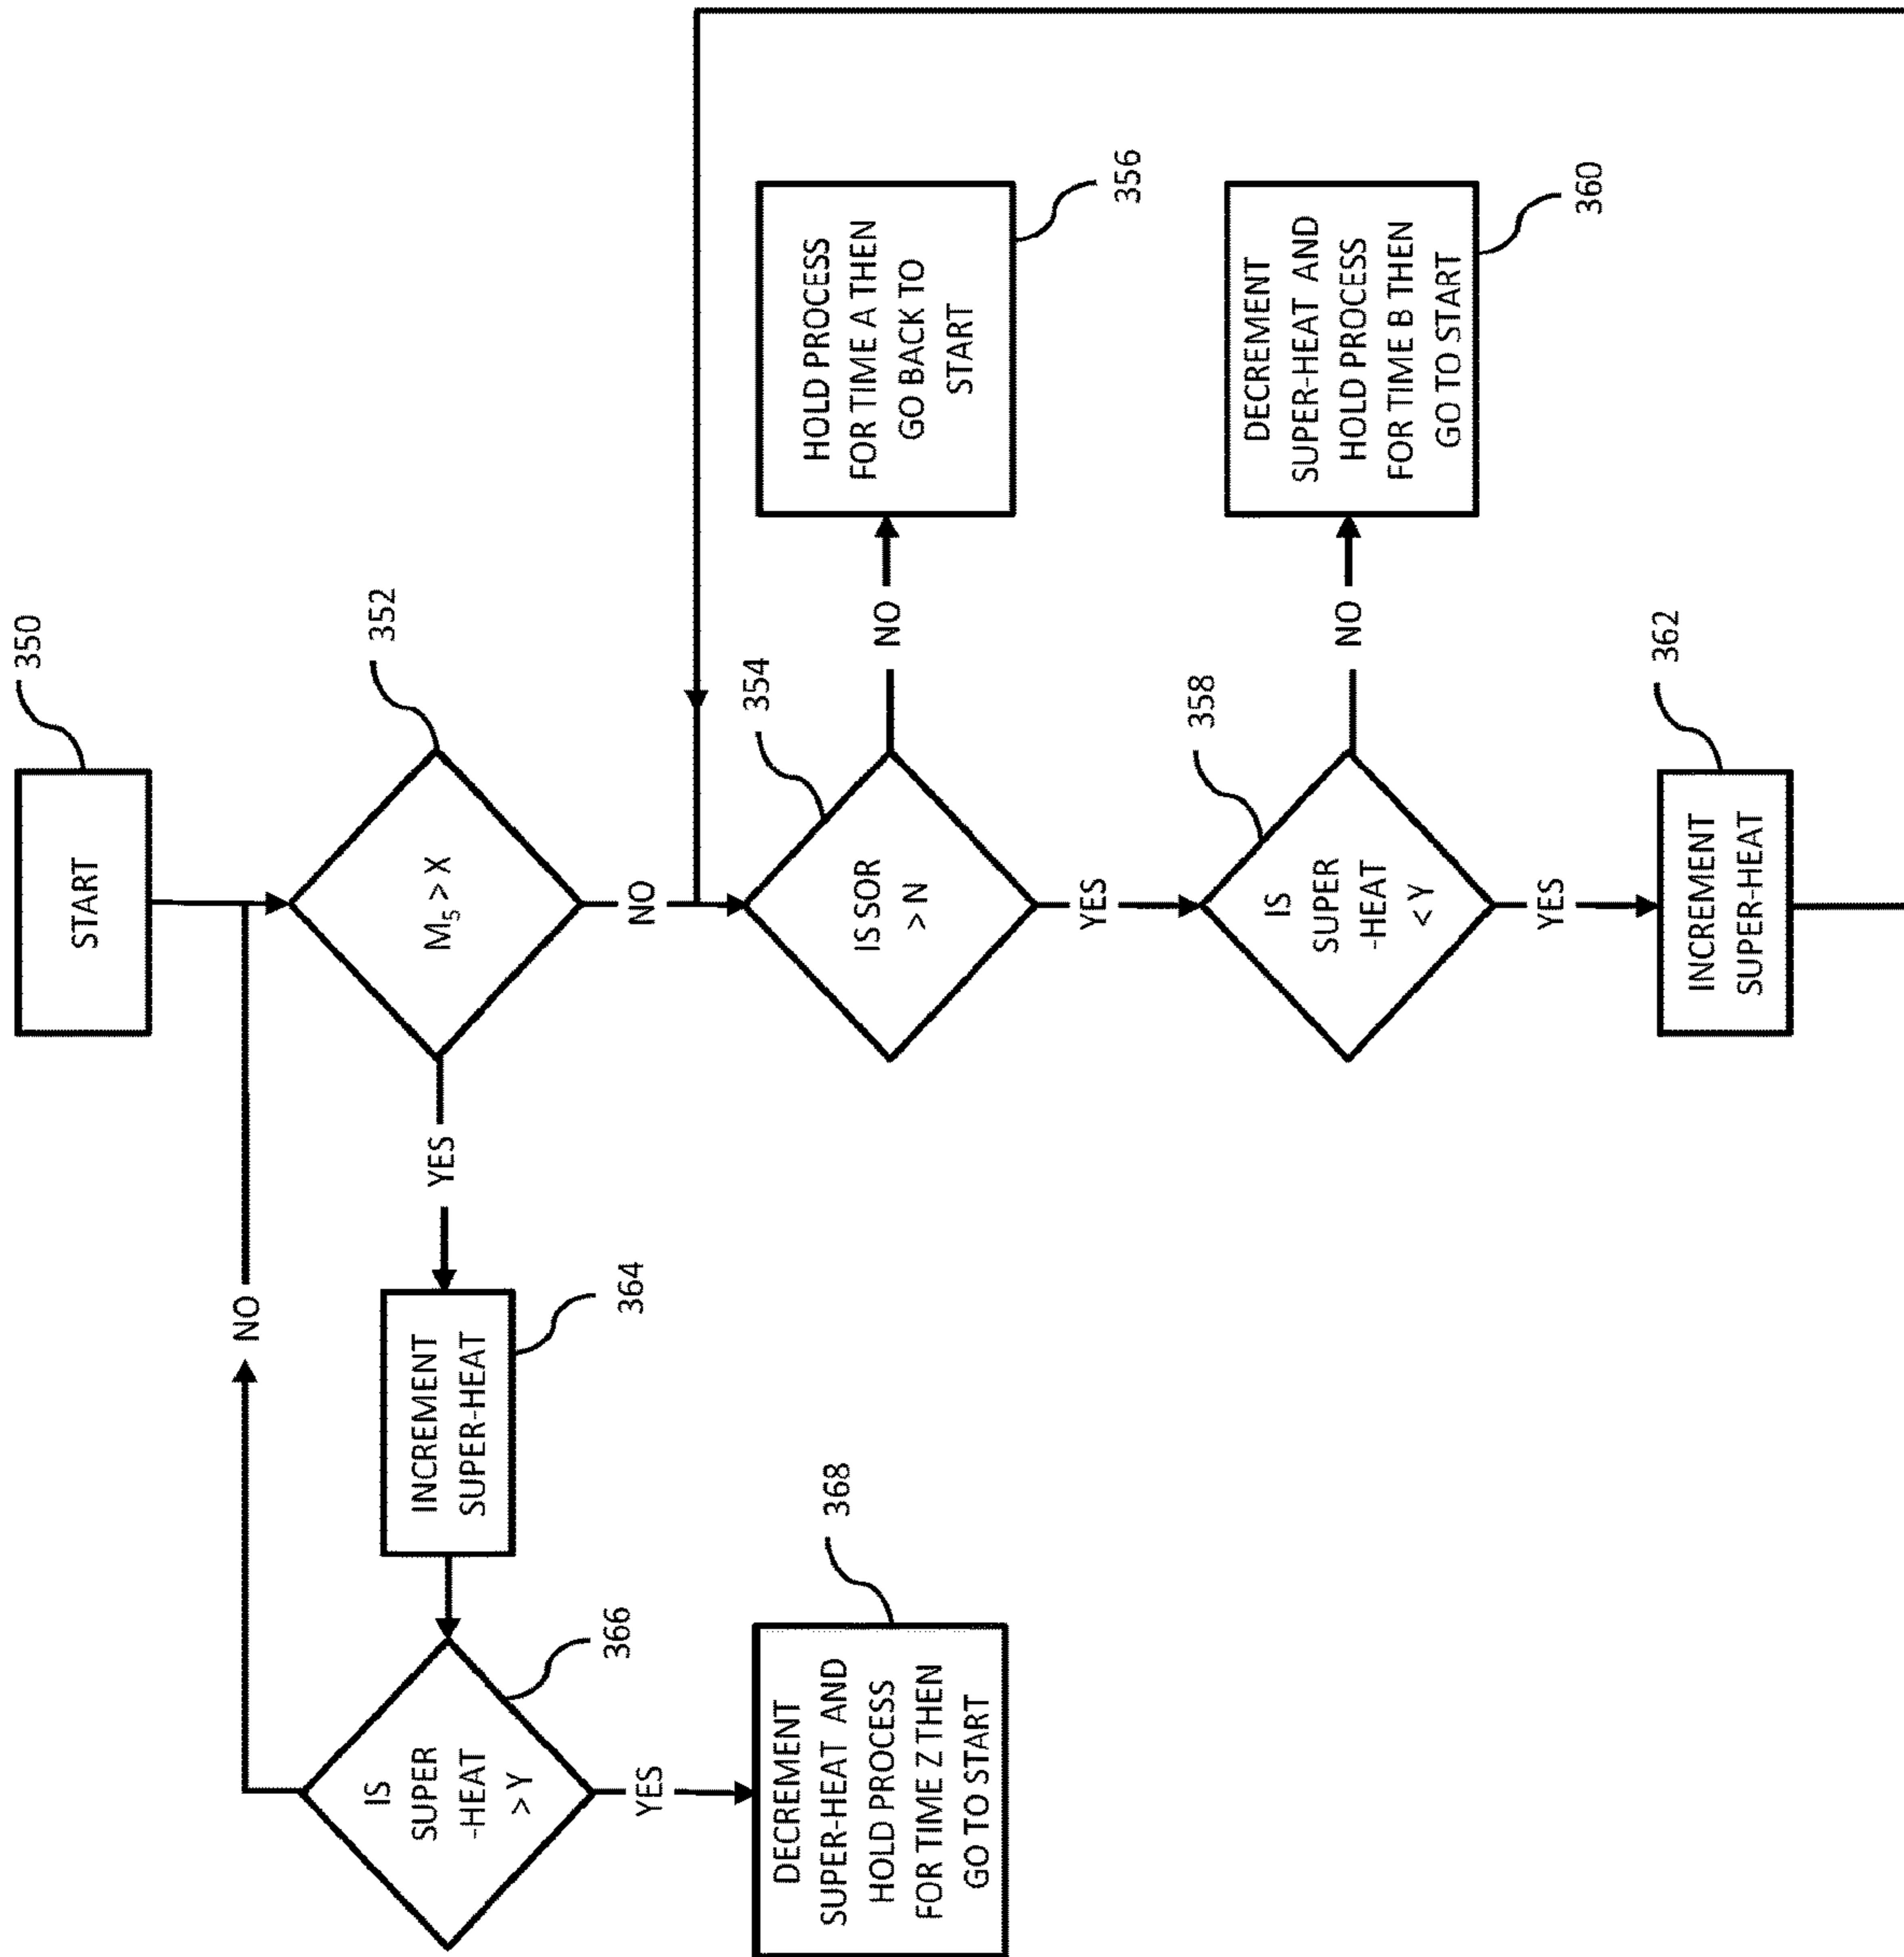 START
350
M₅ > X
352
YES
NO
INCREMENT
SUPER-HEAT
364
IS
SUPER
-HEAT
> Y
366
NO
YES
DECREMENT
SUPER-HEAT AND
HOLD PROCESS
FOR TIME Z THEN
GO TO START
368
IS SOR
> N
354
NO
HOLD PROCESS
FOR TIME A THEN
GO BACK TO
START
356
YES
IS
SUPER
-HEAT
< Y
358
NO
DECREMENT
SUPER-HEAT AND
HOLD PROCESS
FOR TIME B THEN
GO TO START
360
YES
INCREMENT
SUPER-HEAT
362